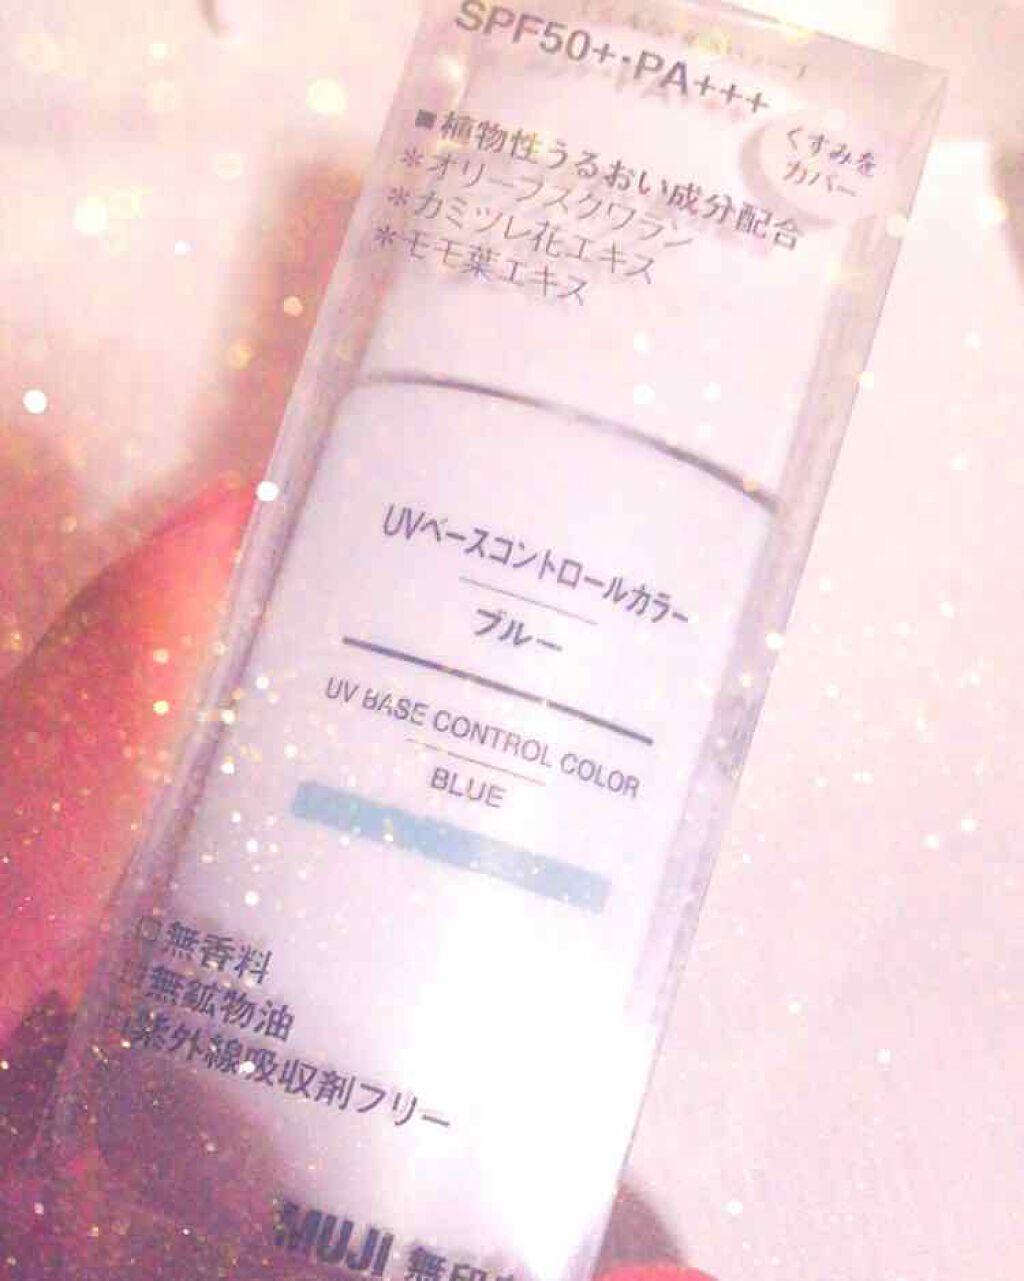 SPF50+・PA+++
くすみを
カバー
■植物性うるおい成分配合
＊オリーブスクワラン
＊カミツレ花エキス
＊モモ葉エキス
UVベースコントロールカラー
ブルー
UV BASE CONTROL COLOR
BLUE
□無香料
□無鉱物油
□紫外線吸収剤フリー
MUJI 無印